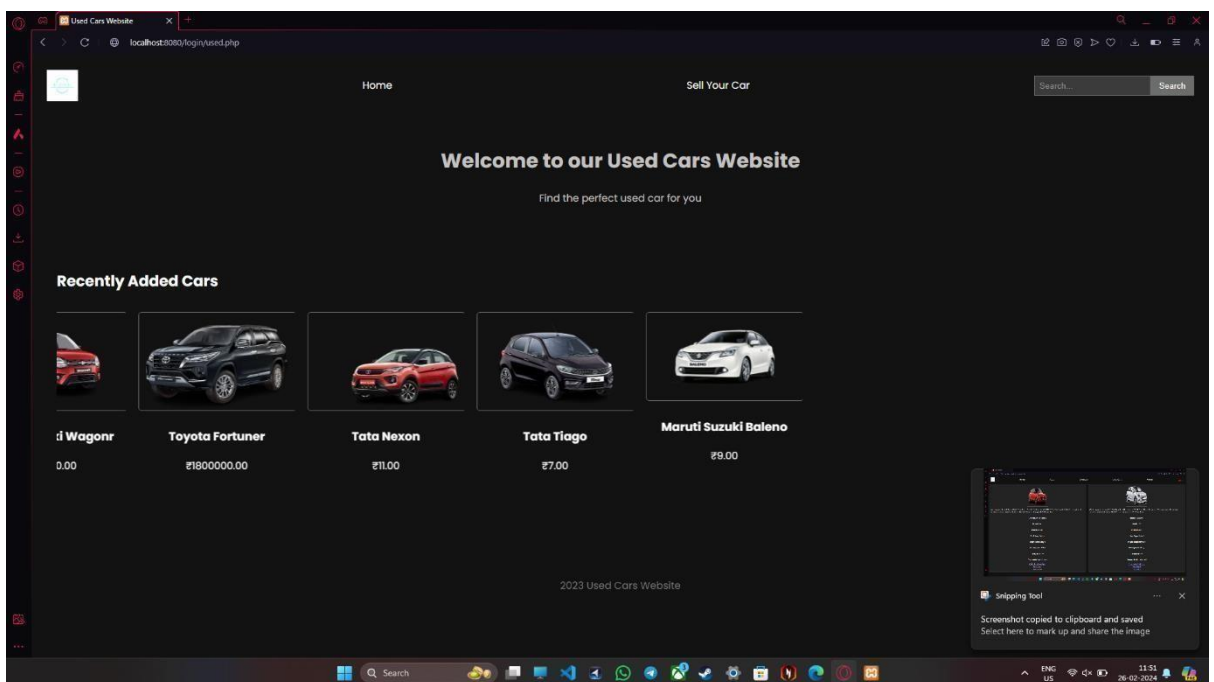 Used Cars Website
localhost:8080/login/used.php
Home
Sell Your Car
Search...
Search
Welcome to our Used Cars Website
Find the perfect used car for you
Recently Added Cars
ki Wagonr
Toyota Fortuner
Tata Nexon
Tata Tiago
Maruti Suzuki Baleno
0.00
₹1800000.00
₹11.00
₹7.00
₹9.00
2023 Used Cars Website
Snipping Tool
Screenshot copied to clipboard and saved
Select here to mark up and share the image
Search
ENG
US
11:51
26-02-2024